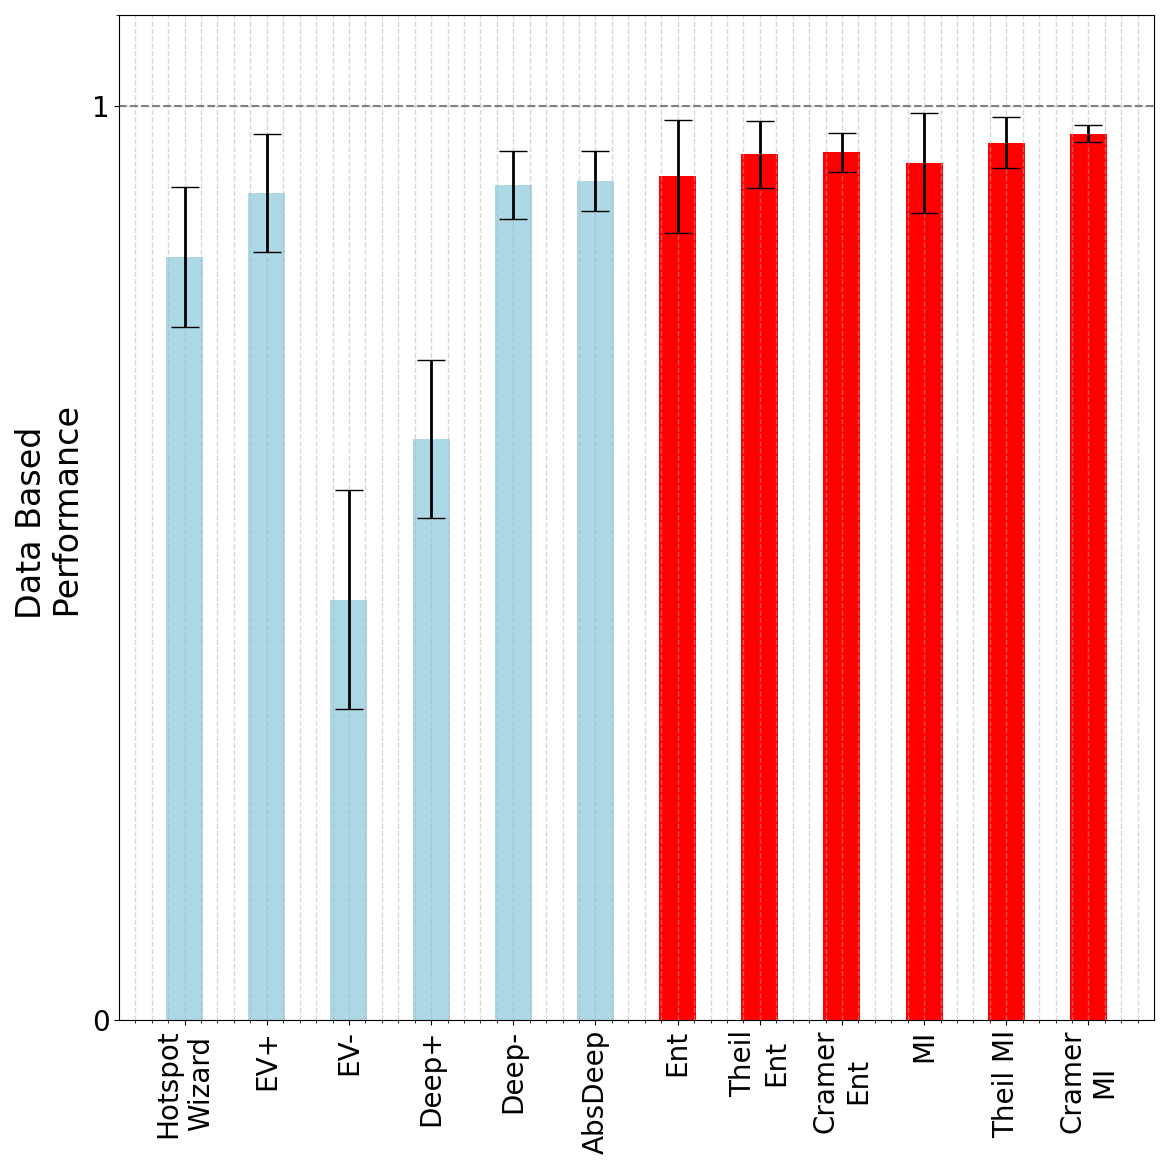 Data Based
Performance
1
0
Hotspot
Wizard
EV+
EV-
Deep+
Deep-
AbsDeep
Ent
Theil
Ent
Cramer
Ent
MI
Theil MI
Cramer
MI